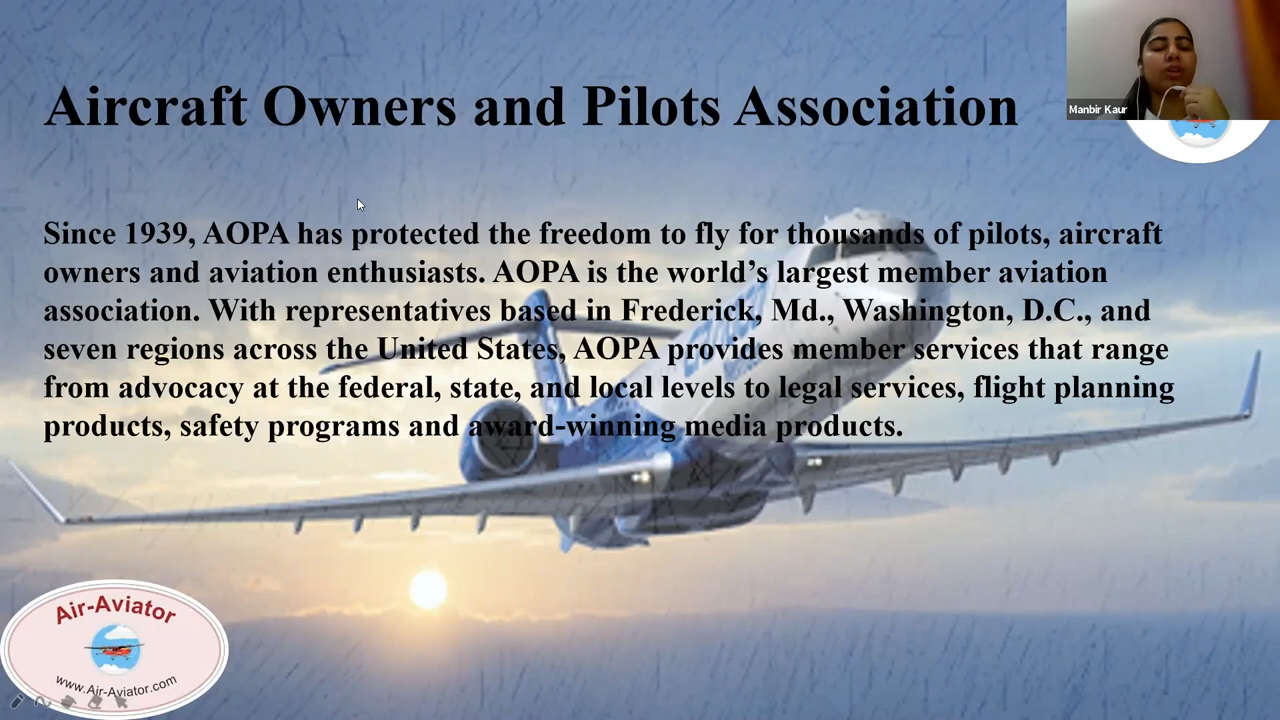 Aircraft Owners and Pilots Association
Manbir Kaur
Since 1939, AOPA has protected the freedom to fly for thousands of pilots, aircraft
owners and aviation enthusiasts. AOPA is the world’s largest member aviation
association. With representatives based in Frederick, Md., Washington, D.C., and
seven regions across the United States, AOPA provides member services that range
from advocacy at the federal, state, and local levels to legal services, flight planning
products, safety programs and award-winning media products.
Air-Aviator
www.Air-Aviator.com